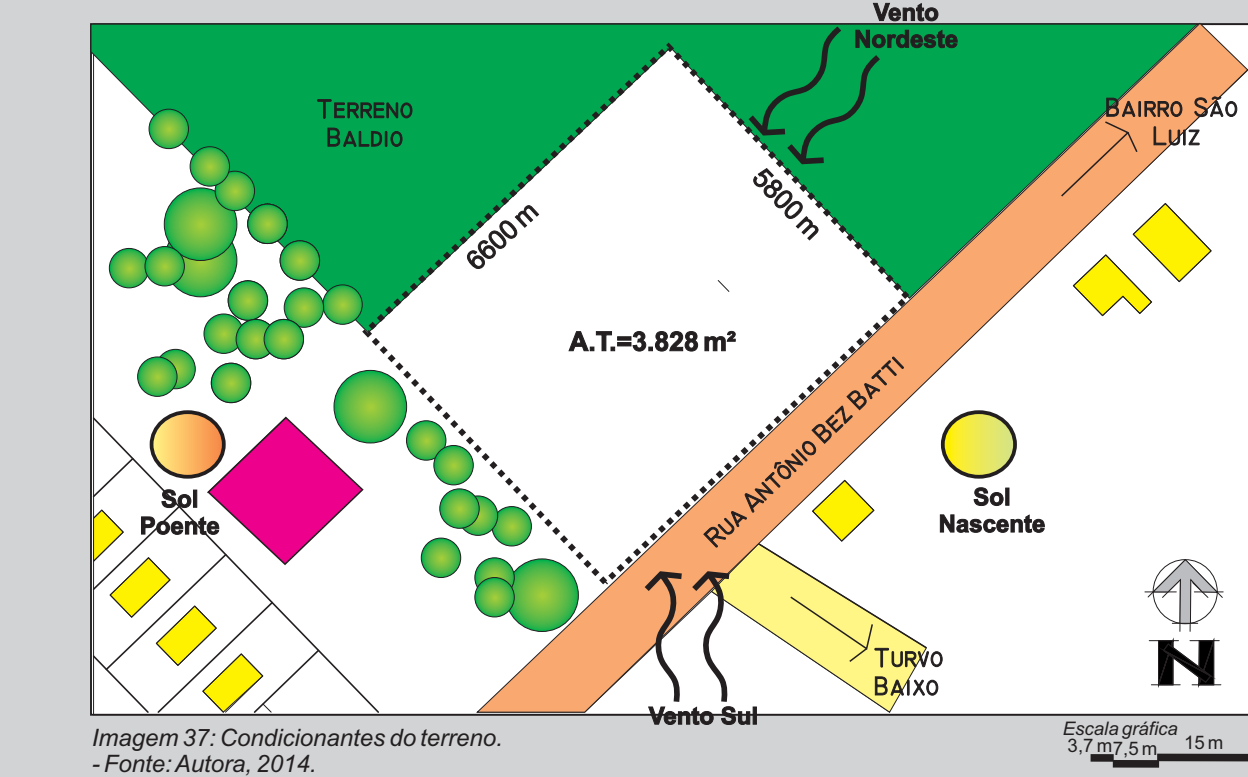 Vento
Nordeste
TERRENO
BALDIO
BAIRRO SÃO
LUIZ
6600 m
5800 m
A.T.=3.828 m²
RUA ANTÔNIO BEZ BATTI
Sol
Poente
Sol
Nascente
TURVO
BAIXO
N
Vento Sul
Imagem 37: Condicionantes do terreno.
- Fonte: Autora, 2014.
Escala gráfica
3,7 m 7,5 m 15 m